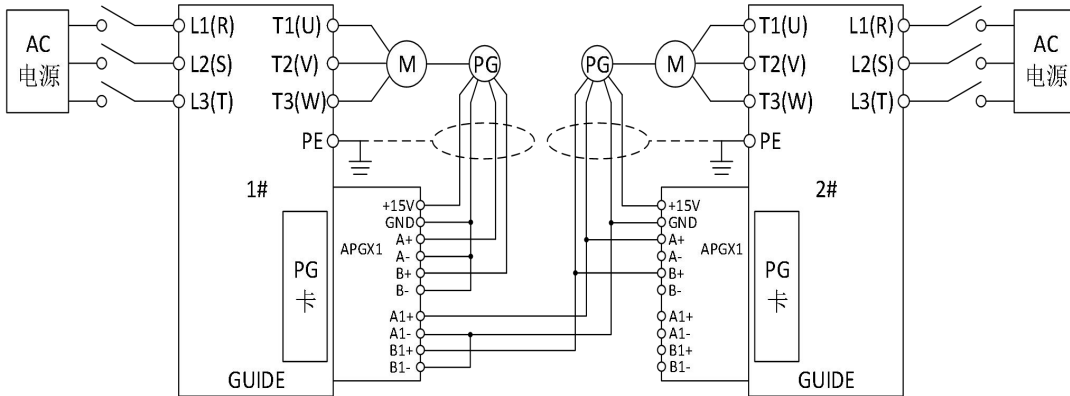 AC
电源
L1(R)
L2(S)
L3(T)
T1(U)
T2(V)
T3(W)
PE
M
PG
1#
PG
卡
APGX1
+15V
GND
A+
A-
B+
B-
A1+
A1-
B1+
B1-
GUIDE
PG
M
T1(U)
T2(V)
T3(W)
PE
L1(R)
L2(S)
L3(T)
AC
电源
2#
+15V
GND
A+
A-
B+
B-
A1+
A1-
B1+
B1-
APGX1
PG
卡
GUIDE